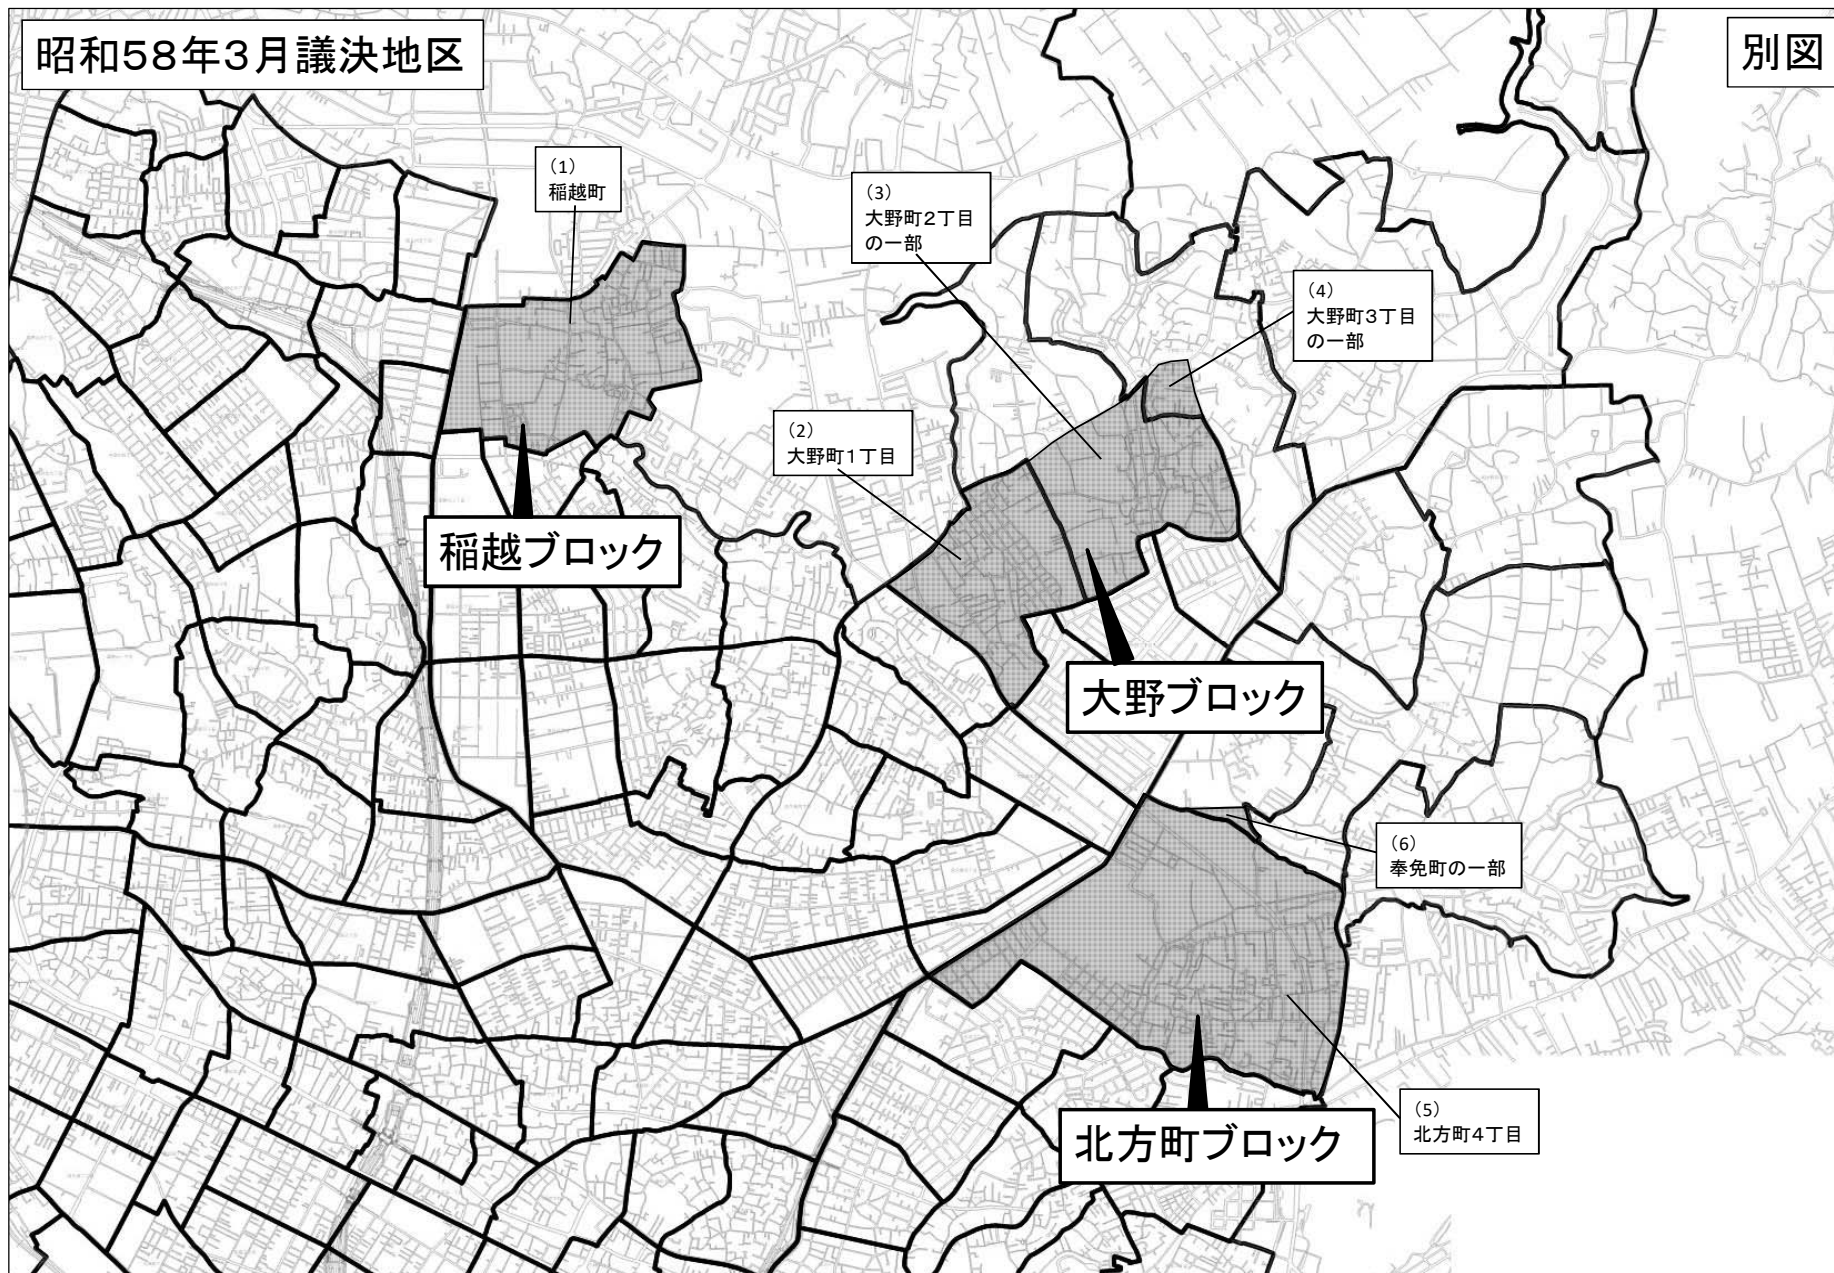 昭和58年3月議決地区
別図
(1)
稲越町
(3)
大野町2丁目
の一部
(4)
大野町3丁目
の一部
(2)
大野町1丁目
稲越ブロック
大野ブロック
(6)
奉免町の一部
(5)
北方町4丁目
北方町ブロック